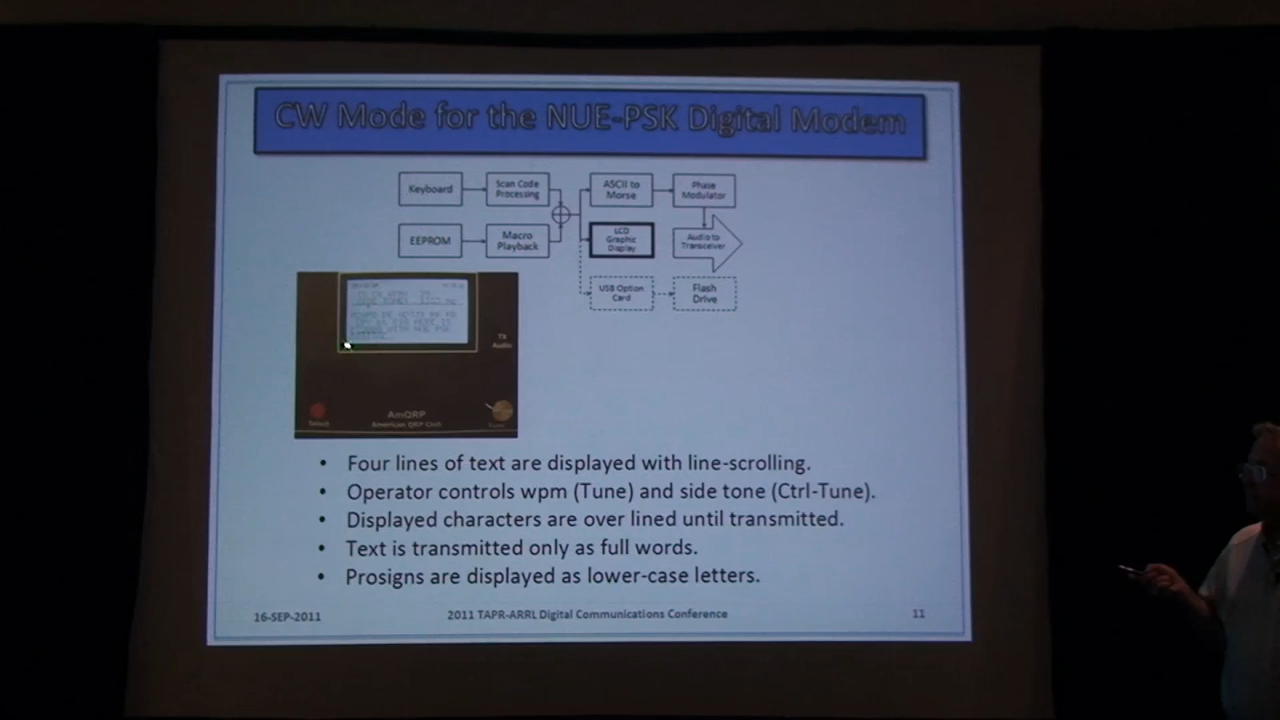 CW Mode for the NUE-PSK Digital Modem
Keyboard
Scan Code
Processing
ASCII to
Morse
Phase
Modulator
EEPROM
Macro
Playback
LCD
Graphic
Display
Audio to
Transceiver
USB Option
Card
Flash
Drive
TX
Audio
AmQRP
American QRP Club
Select
Tune
• Four lines of text are displayed with line-scrolling.
• Operator controls wpm (Tune) and side tone (Ctrl-Tune).
• Displayed characters are over lined until transmitted.
• Text is transmitted only as full words.
• Prosigns are displayed as lower-case letters.
16-SEP-2011
2011 TAPR-ARRL Digital Communications Conference
11